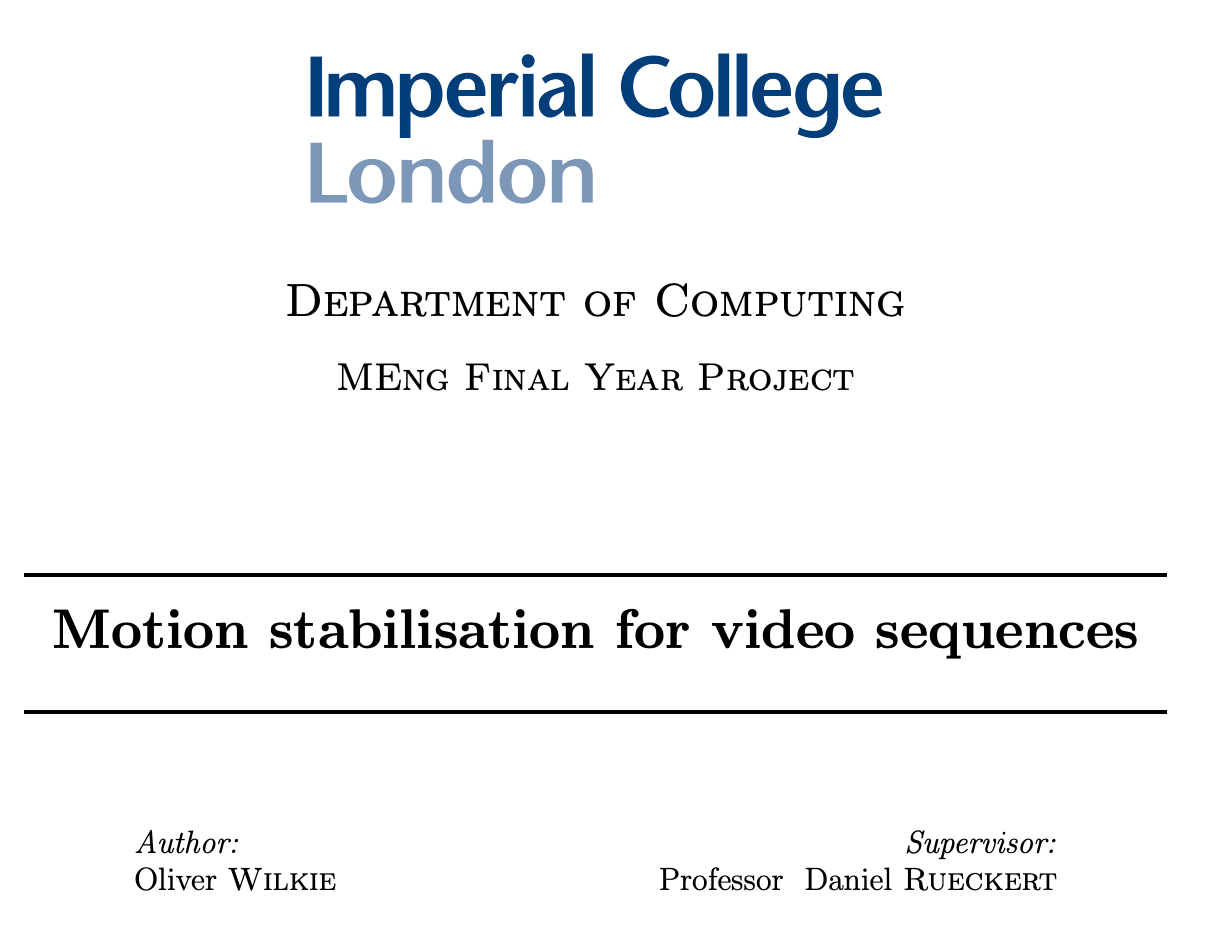 Imperial College
London
Department of Computing
MEng Final Year Project
Motion stabilisation for video sequences
Author:
Oliver Wilkie
Supervisor:
Professor Daniel Rueckert